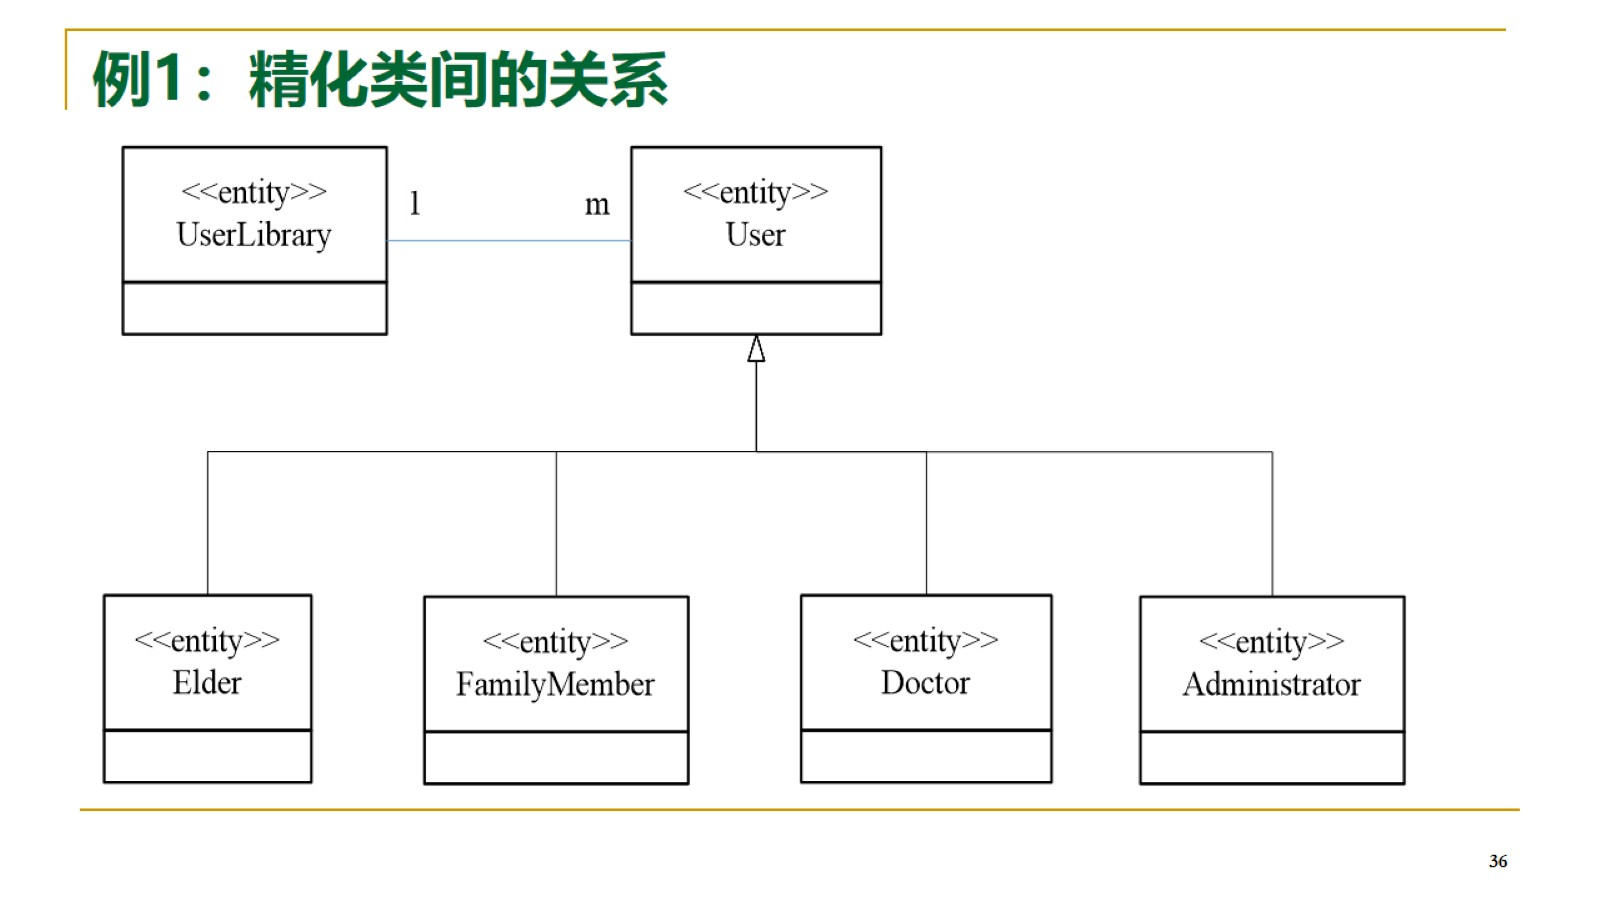 例1：精化类间的关系
<<entity>>
UserLibrary
1
m
<<entity>>
User
<<entity>>
Elder
<<entity>>
FamilyMember
<<entity>>
Doctor
<<entity>>
Administrator
36